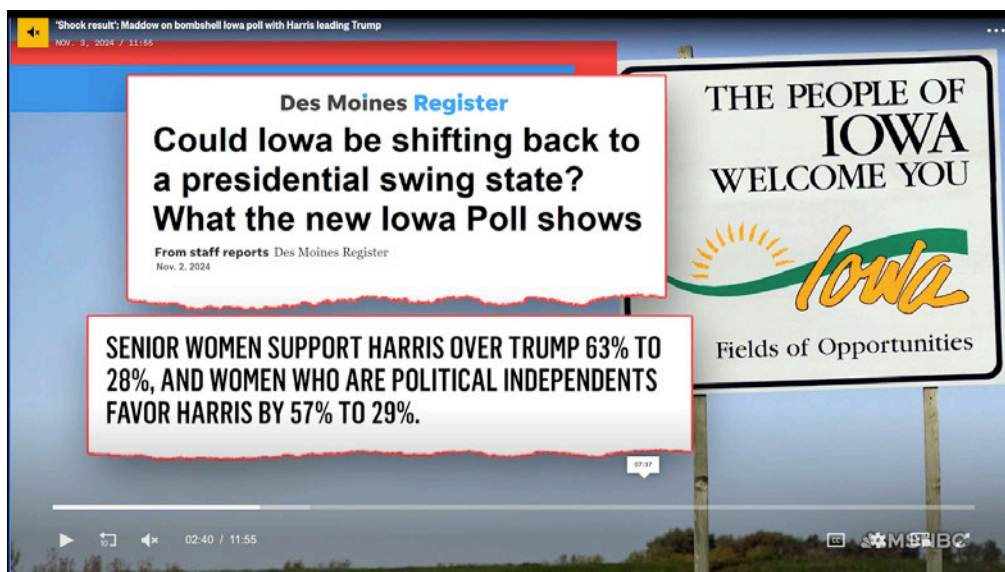 'Shock result': Maddow on bombshell Iowa poll with Harris leading Trump
NOV. 3, 2024 / 11:55
Des Moines Register
Could Iowa be shifting back to
a presidential swing state?
What the new Iowa Poll shows
From staff reports Des Moines Register
Nov. 2, 2024
SENIOR WOMEN SUPPORT HARRIS OVER TRUMP 63% TO
28%, AND WOMEN WHO ARE POLITICAL INDEPENDENTS
FAVOR HARRIS BY 57% TO 29%.
THE PEOPLE OF
IOWA
WELCOME YOU
Iowa
Fields of Opportunities
07:37
10
02:40 / 11:55
CC
MSNBC